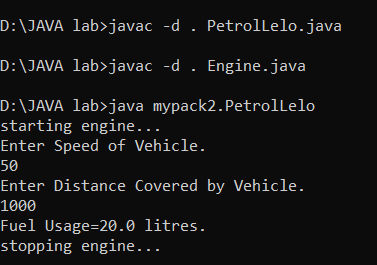 D:\JAVA lab>javac -d . PetrolLelo.java
D:\JAVA lab>javac -d . Engine.java
D:\JAVA lab>java mypack2.PetrolLelo
starting engine...
Enter Speed of Vehicle.
50
Enter Distance Covered by Vehicle.
1000
Fuel Usage=20.0 litres.
stopping engine...